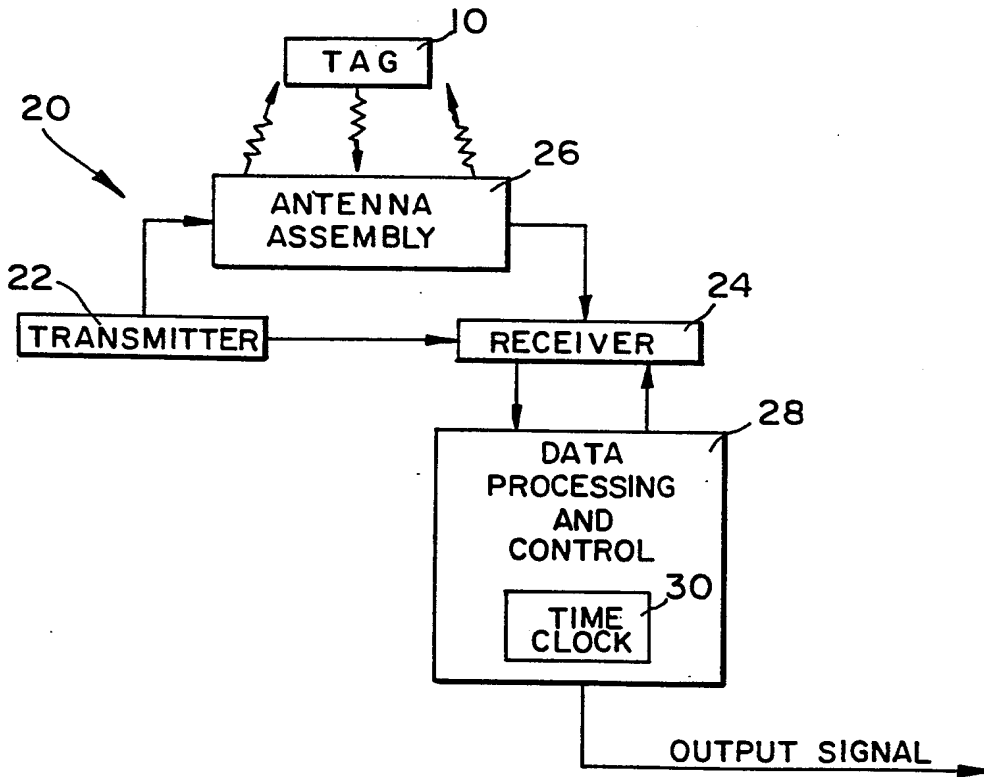 10
TAG
20
26
ANTENNA
ASSEMBLY
22
24
TRANSMITTER
RECEIVER
28
DATA
PROCESSING
AND
CONTROL
30
TIME
CLOCK
OUTPUT SIGNAL